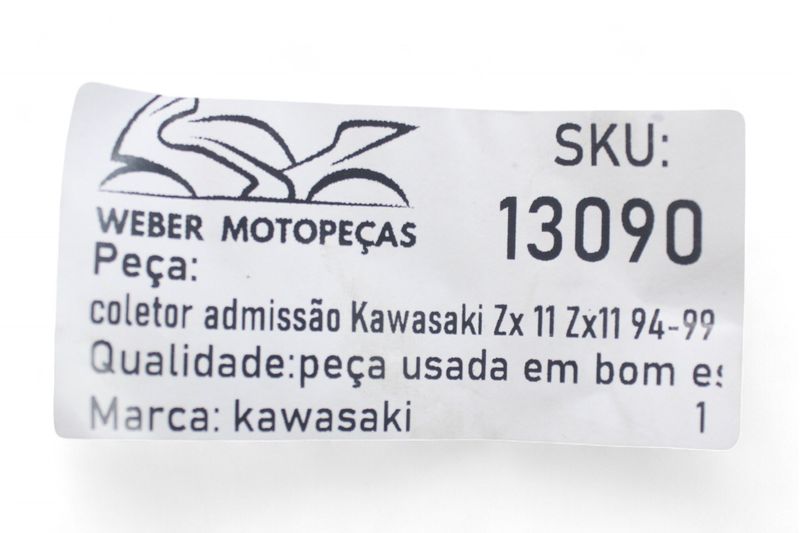 WEBER MOTOPEÇAS
SKU:
13090
Peça:
coletor admissão Kawasaki Zx 11 Zx11 94-99
Qualidade:peça usada em bom es
Marca: kawasaki
1